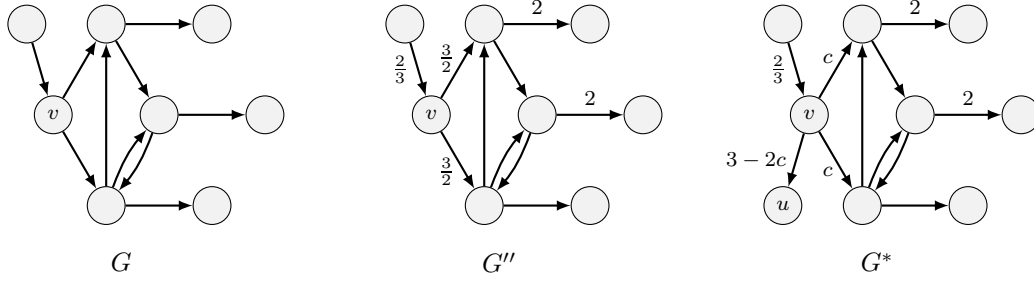 2 2
2/3 3/2 2/3 c
v v 2 v 2
3/2 3 − 2c c
u
G G″ G*